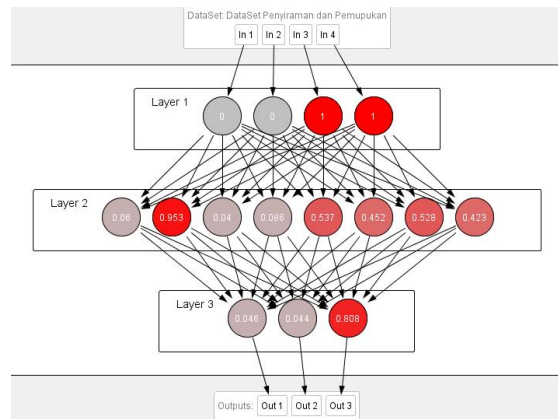 DataSet: DataSet Penyiraman dan Pemupukan
In 1 In 2 In 3 In 4
Layer 1
0 0 1 1
Layer 2
0.06 0.953 0.04 0.086 0.537 0.452 0.528 0.423
Layer 3
0.046 0.044 0.808
Outputs: Out 1 Out 2 Out 3